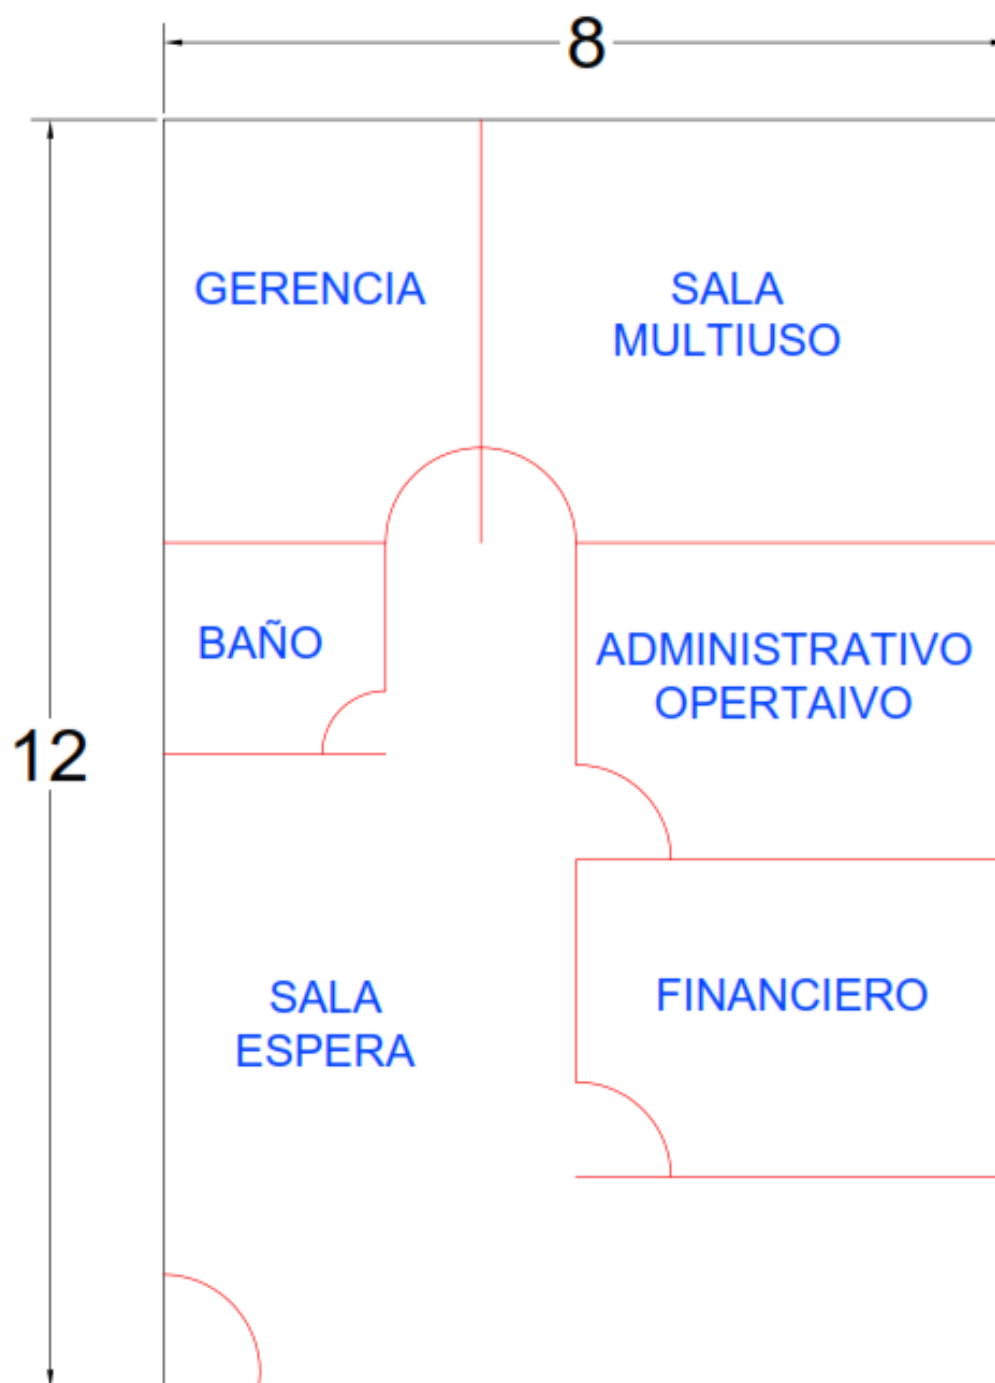 8
GERENCIA
SALA
MULTIUSO
BAÑO
ADMINISTRATIVO
OPERTAIVO
12
SALA
ESPERA
FINANCIERO